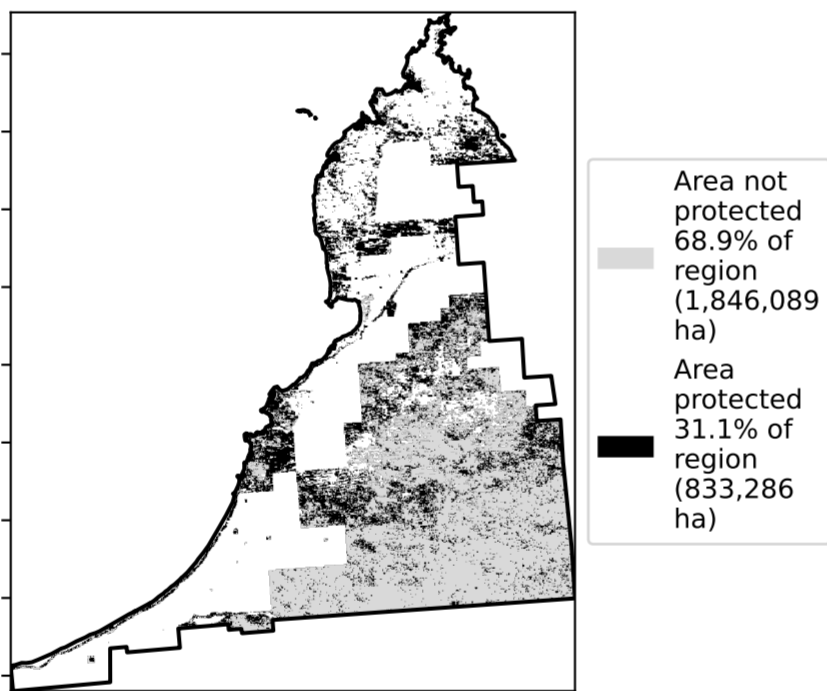 Area not
protected
68.9% of
region
(1,846,089
ha)
Area
protected
31.1% of
region
(833,286
ha)